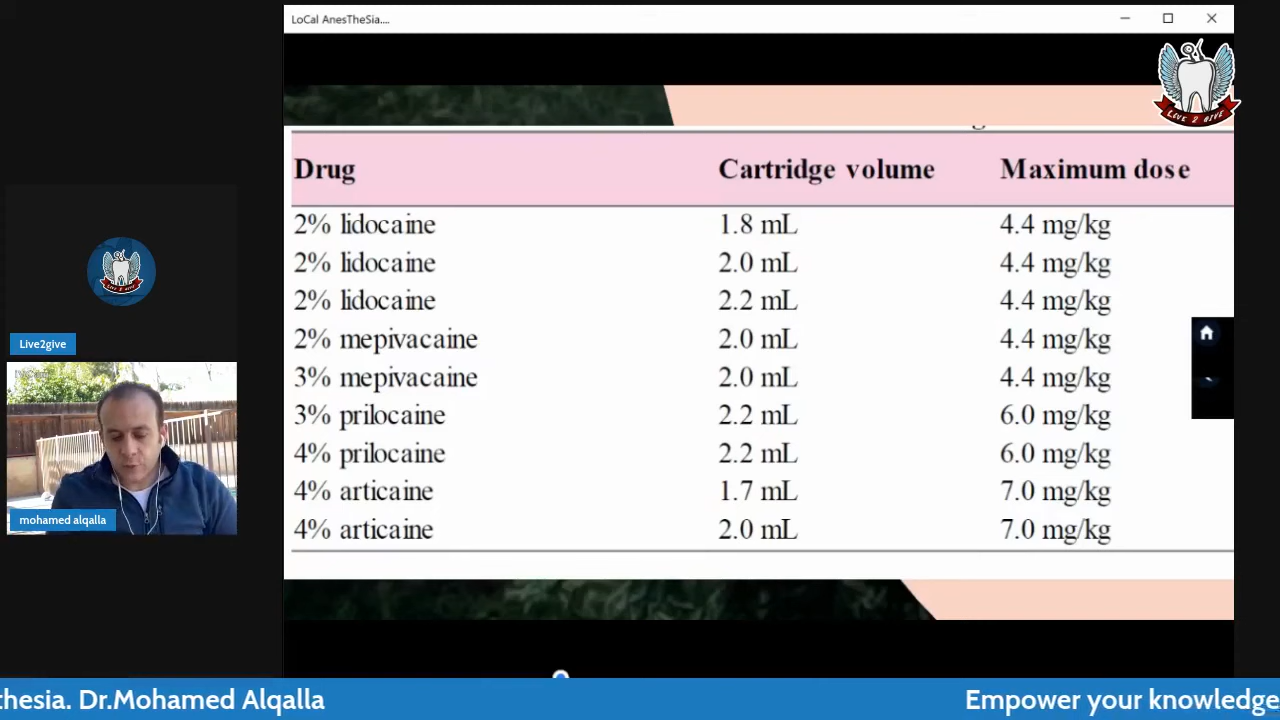 LoCal AnesTheSia....
LIVE 2 GIVE
Drug Cartridge volume Maximum dose
2% lidocaine 1.8 mL 4.4 mg/kg
2% lidocaine 2.0 mL 4.4 mg/kg
2% lidocaine 2.2 mL 4.4 mg/kg
2% mepivacaine 2.0 mL 4.4 mg/kg
3% mepivacaine 2.0 mL 4.4 mg/kg
3% prilocaine 2.2 mL 6.0 mg/kg
4% prilocaine 2.2 mL 6.0 mg/kg
4% articaine 1.7 mL 7.0 mg/kg
4% articaine 2.0 mL 7.0 mg/kg
Live2give
mohamed alqalla
thesia. Dr.Mohamed Alqalla Empower your knowledge